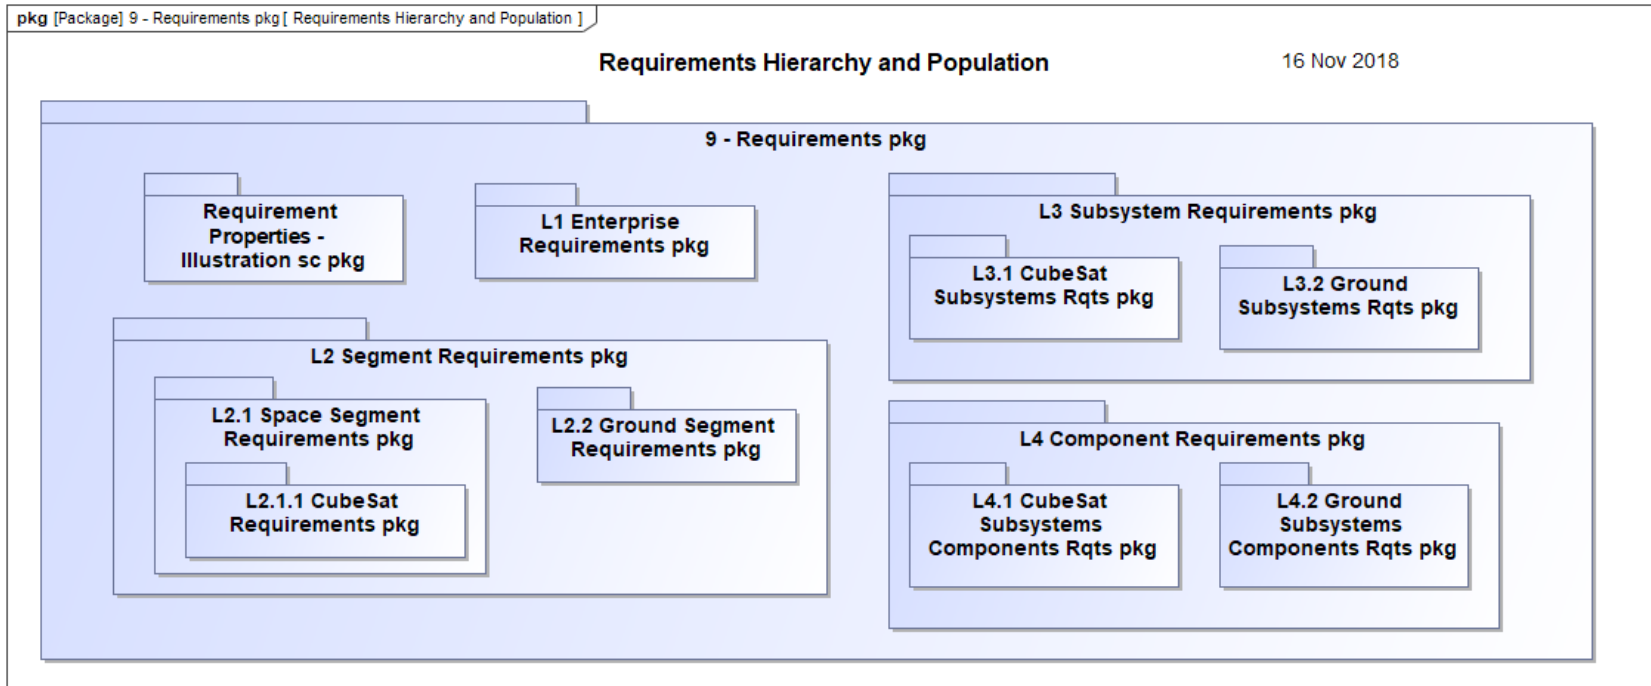 pkg [Package] 9 - Requirements pkg [ Requirements Hierarchy and Population ]
Requirements Hierarchy and Population
16 Nov 2018
9 - Requirements pkg
Requirement
Properties -
Illustration sc pkg
L1 Enterprise
Requirements pkg
L2 Segment Requirements pkg
L2.1 Space Segment
Requirements pkg
L2.1.1 CubeSat
Requirements pkg
L2.2 Ground Segment
Requirements pkg
L3 Subsystem Requirements pkg
L3.1 CubeSat
Subsystems Rqts pkg
L3.2 Ground
Subsystems Rqts pkg
L4 Component Requirements pkg
L4.1 CubeSat
Subsystems
Components Rqts pkg
L4.2 Ground
Subsystems
Components Rqts pkg